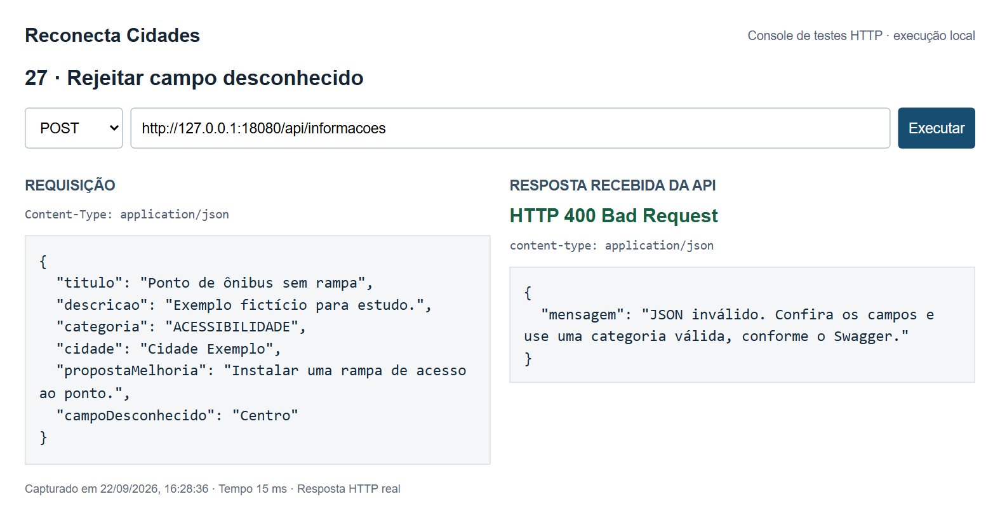 Reconecta Cidades
Console de testes HTTP · execução local
27 · Rejeitar campo desconhecido
POST
http://127.0.0.1:18080/api/informacoes
Executar
REQUISIÇÃO
Content-Type: application/json
{
  "titulo": "Ponto de ônibus sem rampa",
  "descricao": "Exemplo fictício para estudo.",
  "categoria": "ACESSIBILIDADE",
  "cidade": "Cidade Exemplo",
  "propostaMelhoria": "Instalar uma rampa de acesso
ao ponto.",
  "campoDesconhecido": "Centro"
}
RESPOSTA RECEBIDA DA API
HTTP 400 Bad Request
content-type: application/json
{
  "mensagem": "JSON inválido. Confira os campos e
use uma categoria válida, conforme o Swagger."
}
Capturado em 22/09/2026, 16:28:36 · Tempo 15 ms · Resposta HTTP real